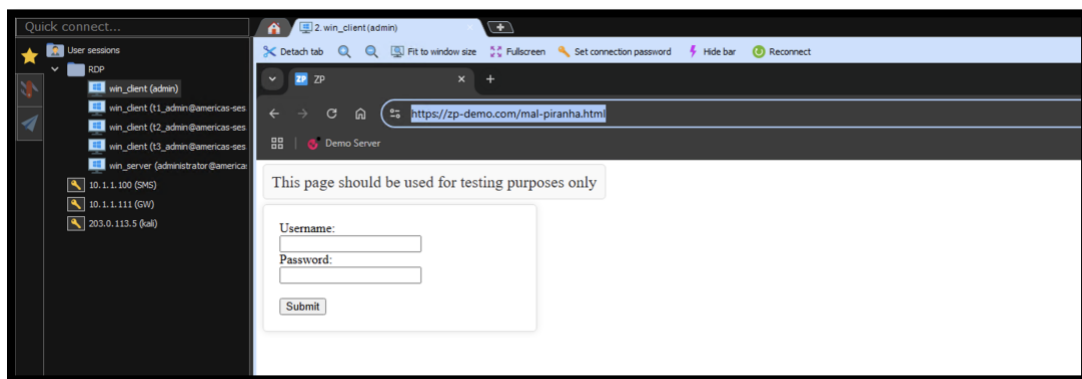 Quick connect...
2. win_client (admin)
Detach tab Fit to window size Fullscreen Set connection password Hide bar Reconnect
User sessions
RDP
win_client (admin)
win_client (t1_admin@americas-ses
win_client (t2_admin@americas-ses
win_client (t3_admin@americas-ses
win_server (administrator@america
10.1.1.100 (SMS)
10.1.1.111 (GW)
203.0.113.5 (kali)
ZP ZP
https://zp-demo.com/mal-piranha.html
Demo Server
This page should be used for testing purposes only
Username:
Password:
Submit